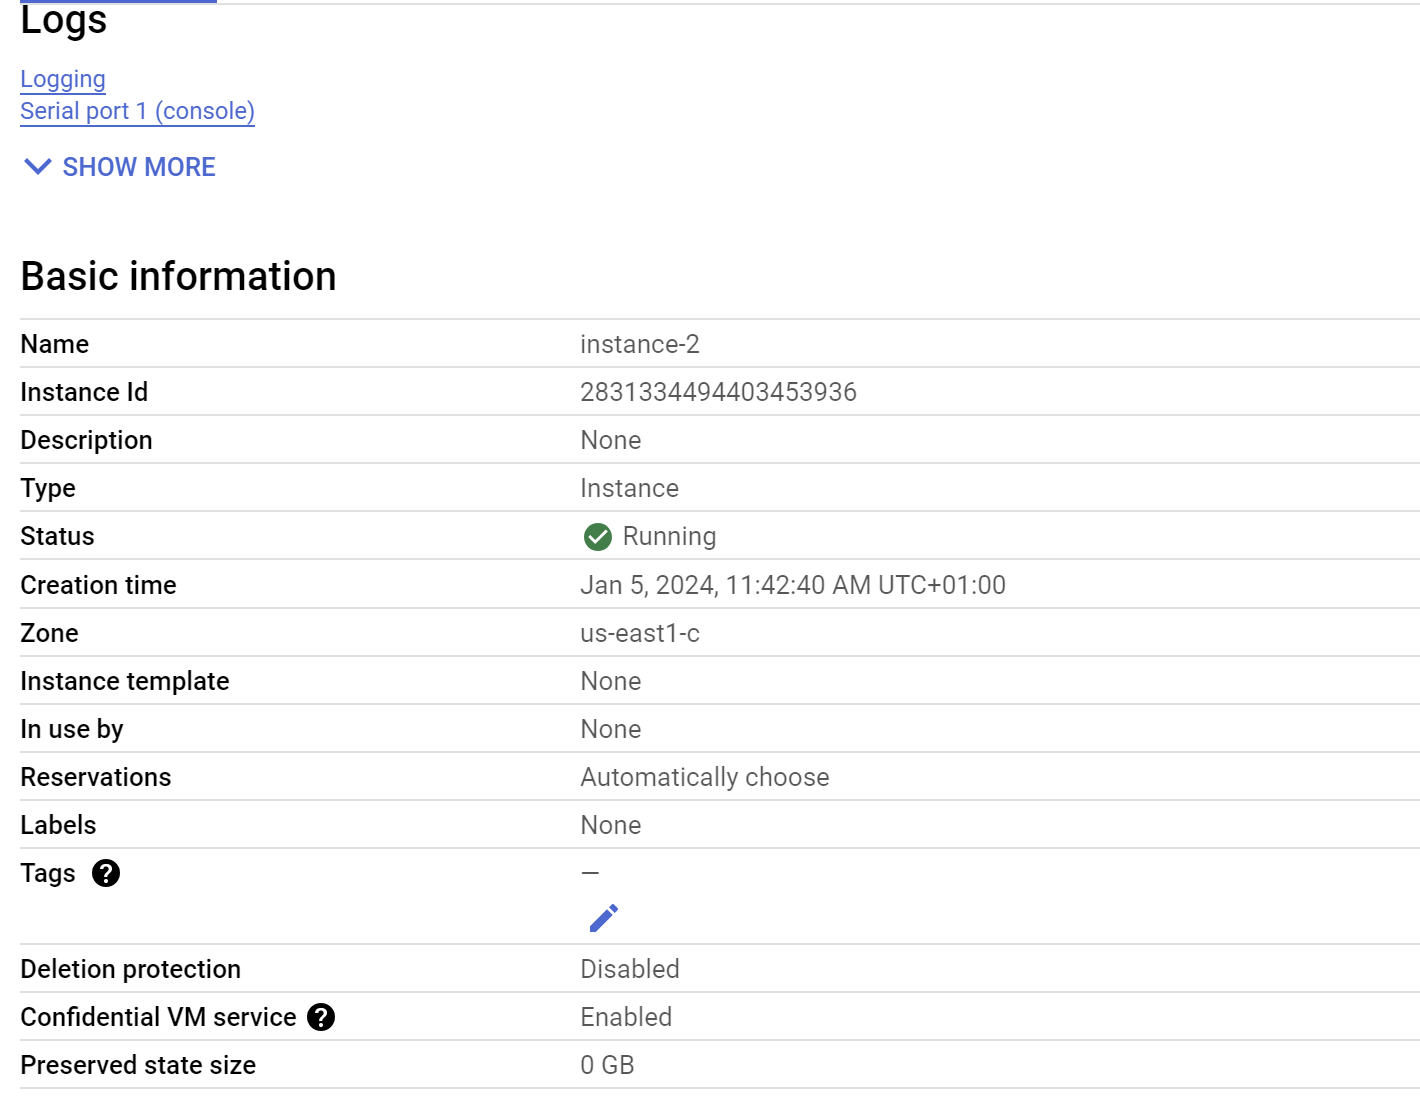 Logs
Logging
Serial port 1 (console)
SHOW MORE
Basic information
Name instance-2
Instance Id 2831334494403453936
Description None
Type Instance
Status Running
Creation time Jan 5, 2024, 11:42:40 AM UTC+01:00
Zone us-east1-c
Instance template None
In use by None
Reservations Automatically choose
Labels None
Tags ? —
Deletion protection Disabled
Confidential VM service ? Enabled
Preserved state size 0 GB